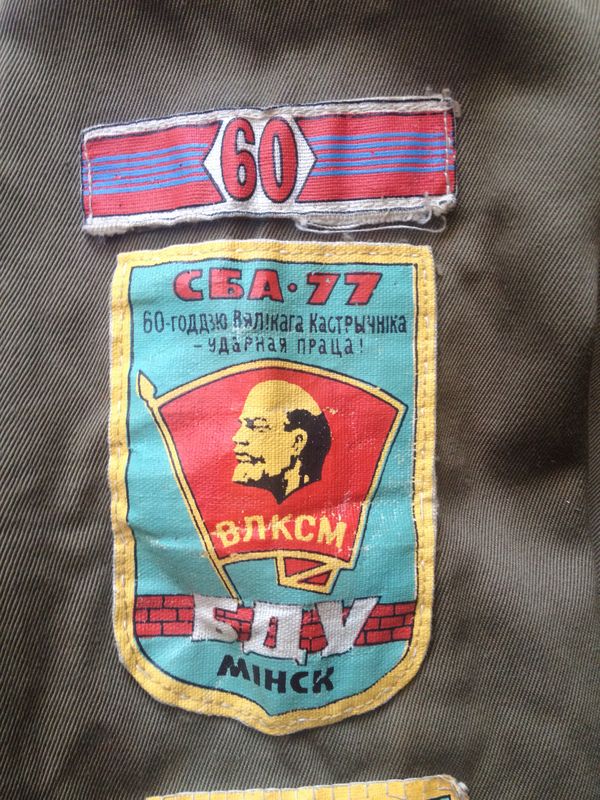 60
СБА·77
60-годдзю Вялікага Кастрычніка
– ударная праца!
ВЛКСМ
БДУ
МІНСК